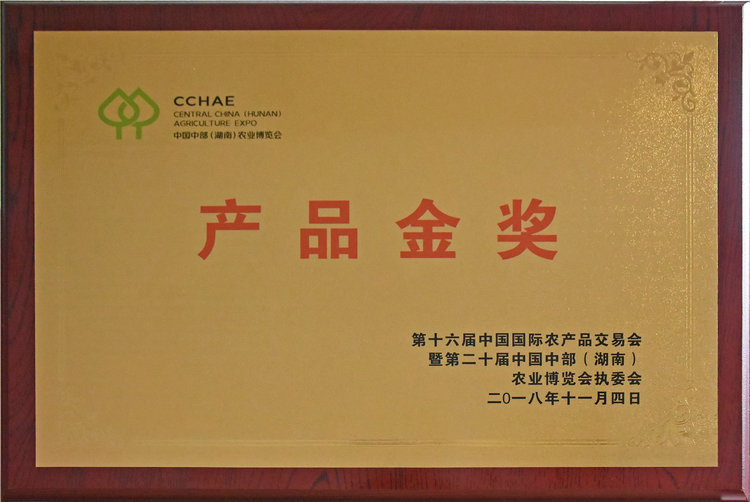 CCHAE
CENTRAL CHINA (HUNAN)
AGRICULTURE EXPO
中国中部(湖南)农业博览会
产品金奖
第十六届中国国际农产品交易会
暨第二十届中国中部(湖南)
农业博览会执委会
二0一八年十一月四日